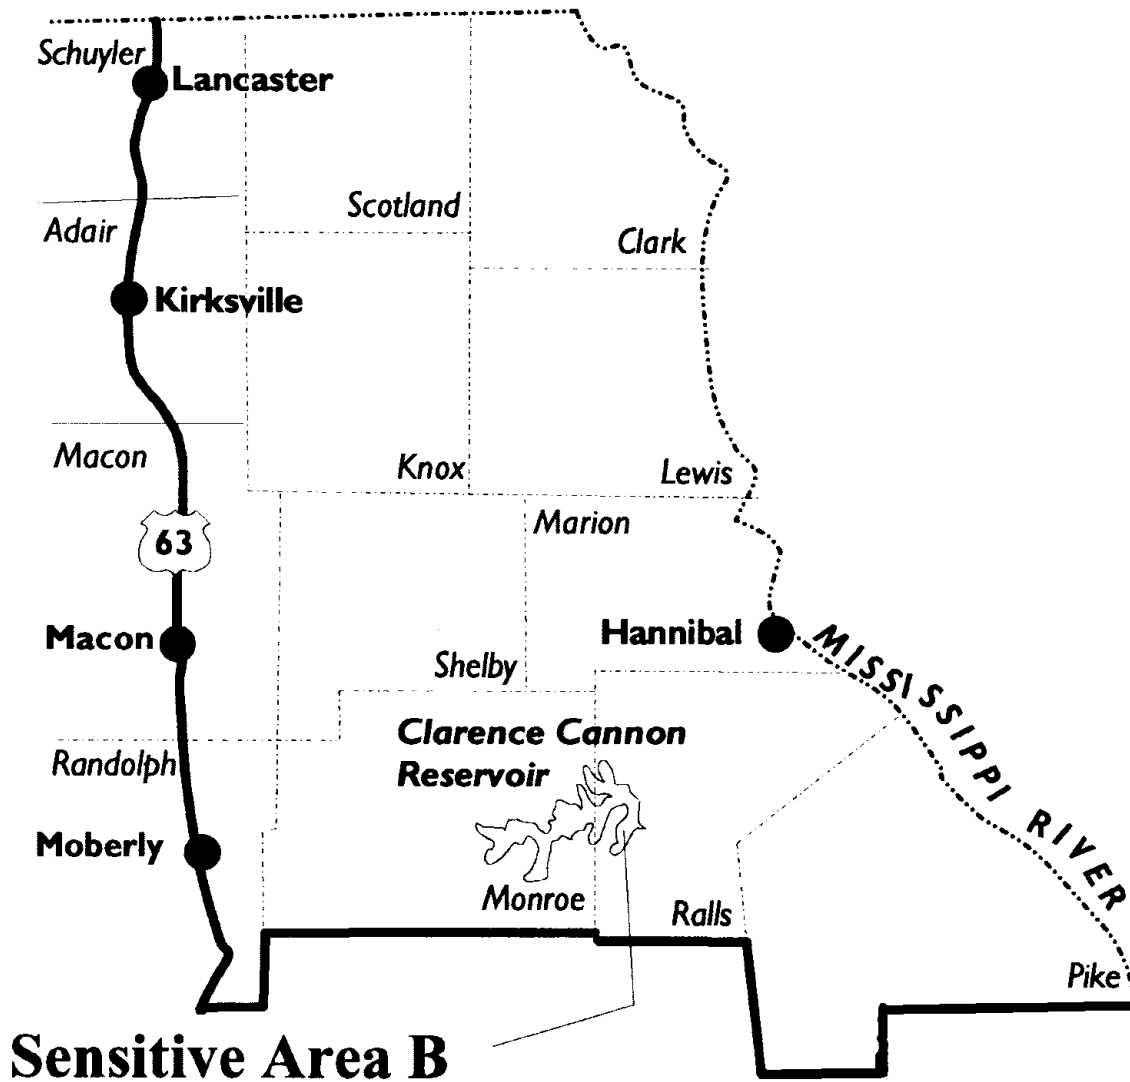 Schuyler
Lancaster
Scotland
Adair
Clark
Kirksville
Macon
Knox
Lewis
Marion
63
Macon
Hannibal
MISSISSIPPI RIVER
Shelby
Clarence Cannon
Reservoir
Randolph
Moberly
Monroe
Ralls
Pike
Sensitive Area B